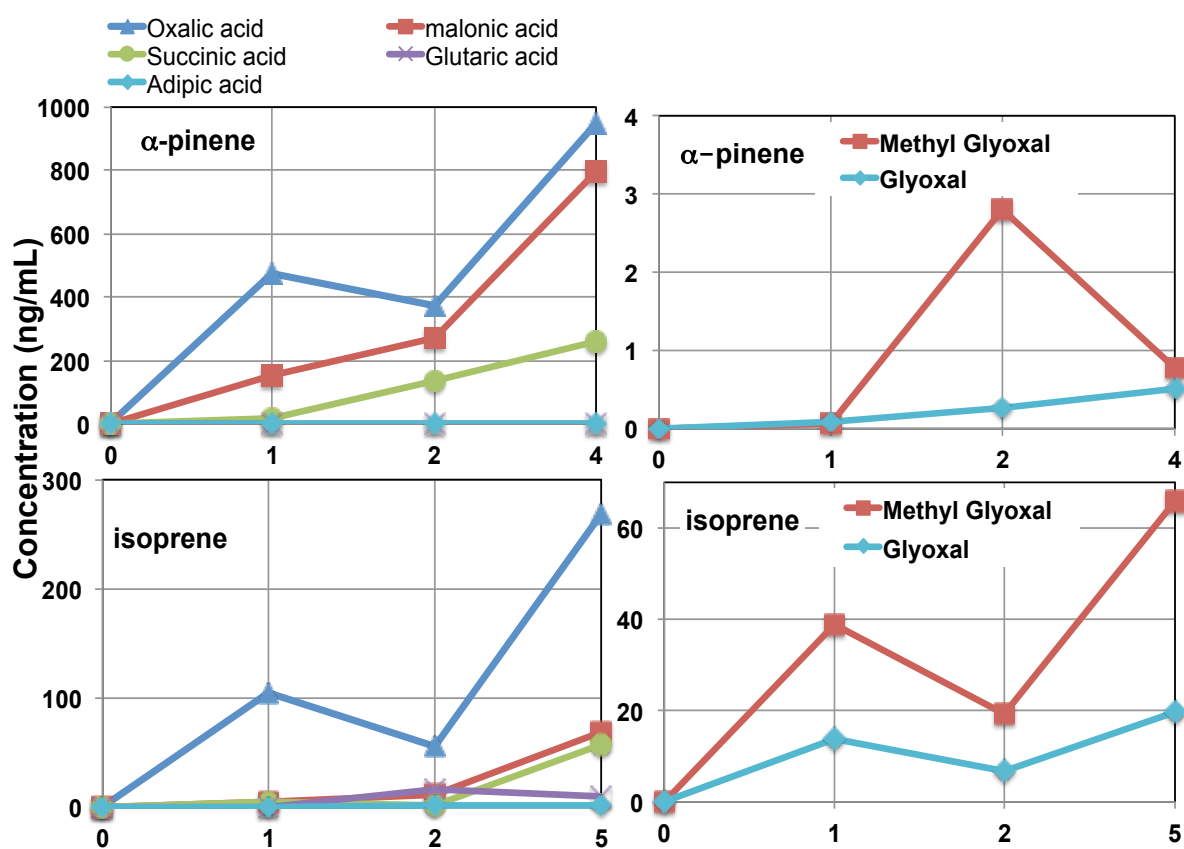 Oxalic acid
malonic acid
Succinic acid
Glutaric acid
Adipic acid
Concentration (ng/mL)
1000
800
600
400
200
0
α-pinene
0 1 2 4
4
3
2
1
0
α−pinene
Methyl Glyoxal
Glyoxal
0 1 2 4
300
200
100
0
isoprene
0 1 2 5
60
40
20
0
isoprene
Methyl Glyoxal
Glyoxal
0 1 2 5